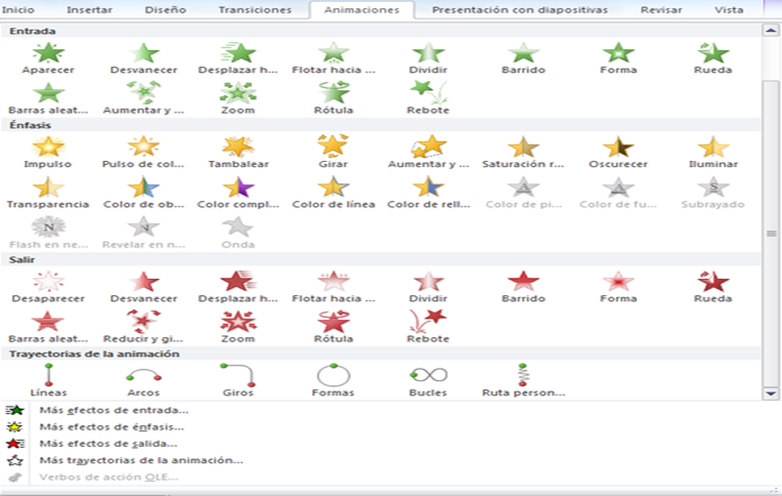 Inicio Insertar Diseño Transiciones Animaciones Presentación con diapositivas Revisar Vista
Entrada
Aparecer Desvanecer Desplazar h... Flotar hacia ... Dividir Barrido Forma Rueda
Barras aleat... Aumentar y ... Zoom Rótula Rebote
Énfasis
Impulso Pulso de col... Tambalear Girar Aumentar y ... Saturación r... Oscurecer Iluminar
Transparencia Color de ob... Color compl... Color de línea Color de rell... Color de pi... Color de fu... Subrayado
Flash en ne... Revelar en n... Onda
Salir
Desaparecer Desvanecer Desplazar h... Flotar hacia ... Dividir Barrido Forma Rueda
Barras aleat... Reducir y gi... Zoom Rótula Rebote
Trayectorias de la animación
Líneas Arcos Giros Formas Bucles Ruta person...
Más efectos de entrada...
Más efectos de énfasis...
Más efectos de salida...
Más trayectorias de la animación...
Verbos de acción OLE...